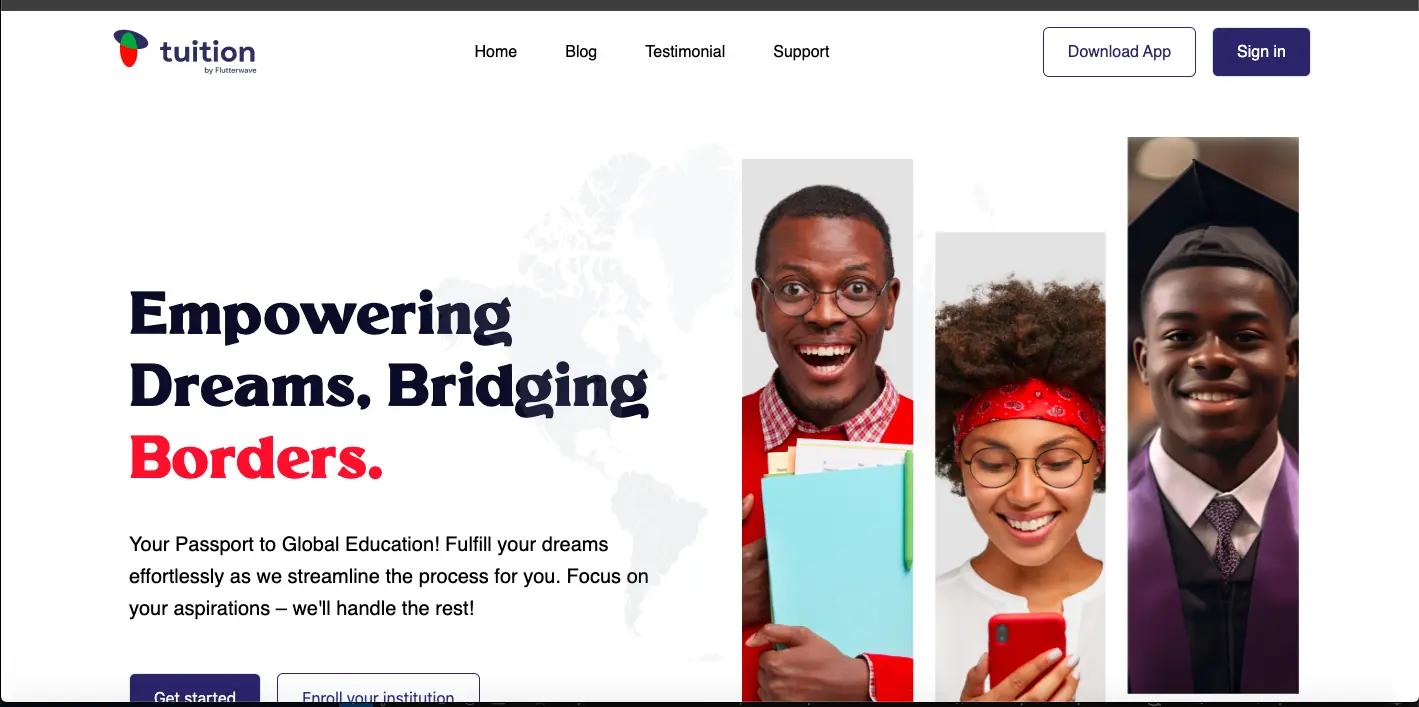 tuition
by Flutterwave
Home
Blog
Testimonial
Support
Download App
Sign in
Empowering
Dreams, Bridging
Borders.
Your Passport to Global Education! Fulfill your dreams
effortlessly as we streamline the process for you. Focus on
your aspirations – we'll handle the rest!
Get started
Enroll your institution